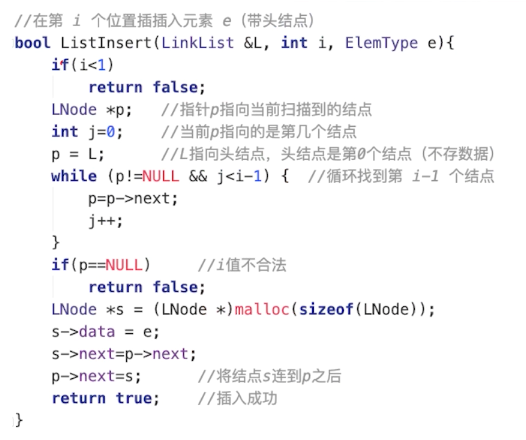 //在第 i 个位置插插入元素 e（带头结点）
bool ListInsert(LinkList &L, int i, ElemType e){
if(i<1)
return false;
LNode *p; //指针p指向当前扫描到的结点
int j=0; //当前p指向的是第几个结点
p = L; //L指向头结点，头结点是第0个结点（不存数据）
while (p!=NULL && j<i-1) { //循环找到第 i-1 个结点
p=p->next;
j++;
}
if(p==NULL) //i值不合法
return false;
LNode *s = (LNode *)malloc(sizeof(LNode));
s->data = e;
s->next=p->next;
p->next=s; //将结点s连到p之后
return true; //插入成功
}